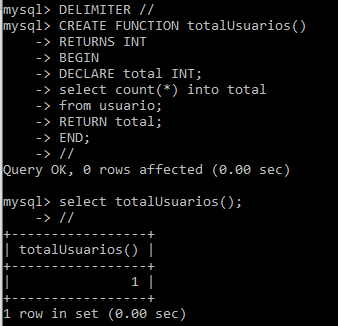 mysql> DELIMITER //
mysql> CREATE FUNCTION totalUsuarios()
    -> RETURNS INT
    -> BEGIN
    -> DECLARE total INT;
    -> select count(*) into total
    -> from usuario;
    -> RETURN total;
    -> END;
    -> //
Query OK, 0 rows affected (0.00 sec)

mysql> select totalUsuarios();
    -> //
+-----------------+
| totalUsuarios() |
+-----------------+
|               1 |
+-----------------+
1 row in set (0.00 sec)